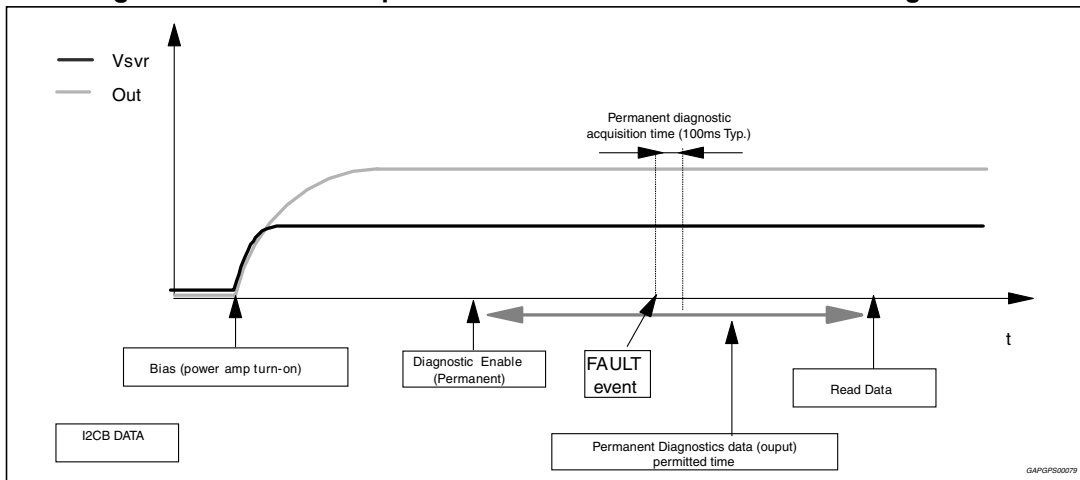 Vsvr
Out
Permanent diagnostic
acquisition time (100ms Typ.)
t
Bias (power amp turn-on)
Diagnostic Enable
(Permanent)
FAULT
event
Read Data
I2CB DATA
Permanent Diagnostics data (ouput)
permitted time
GAPGPS00079